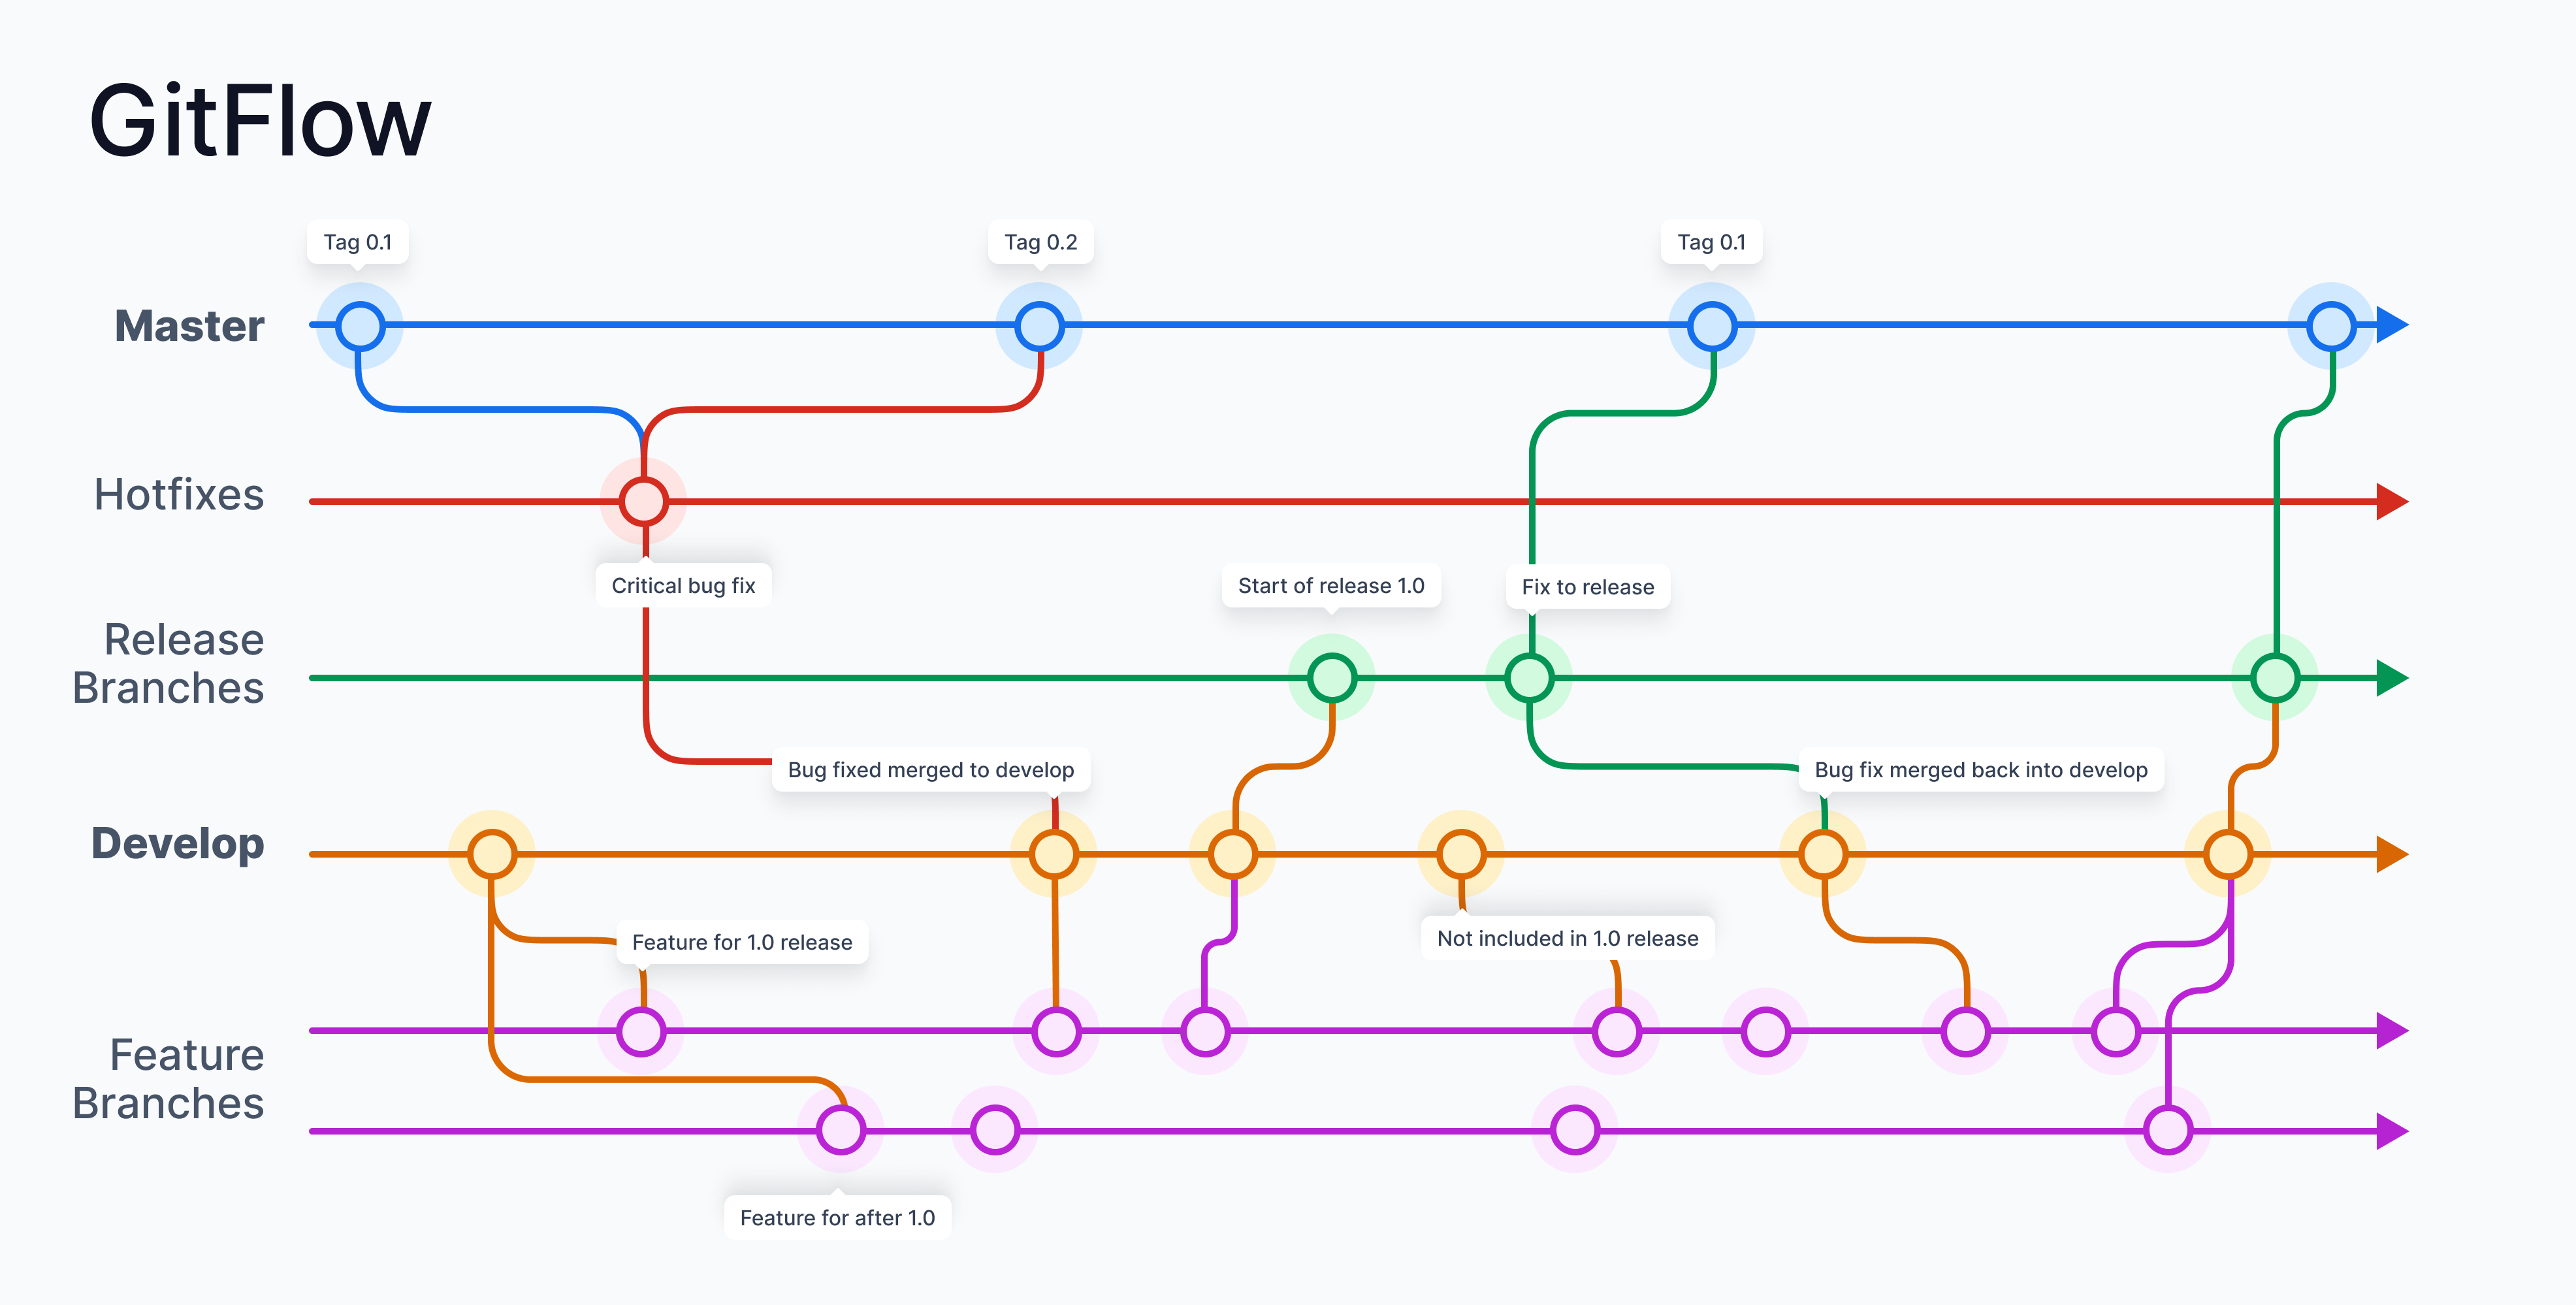 GitFlow
Tag 0.1
Tag 0.2
Tag 0.1
Master
Hotfixes
Critical bug fix
Start of release 1.0
Fix to release
Release
Branches
Bug fixed merged to develop
Bug fix merged back into develop
Develop
Feature for 1.0 release
Not included in 1.0 release
Feature
Branches
Feature for after 1.0